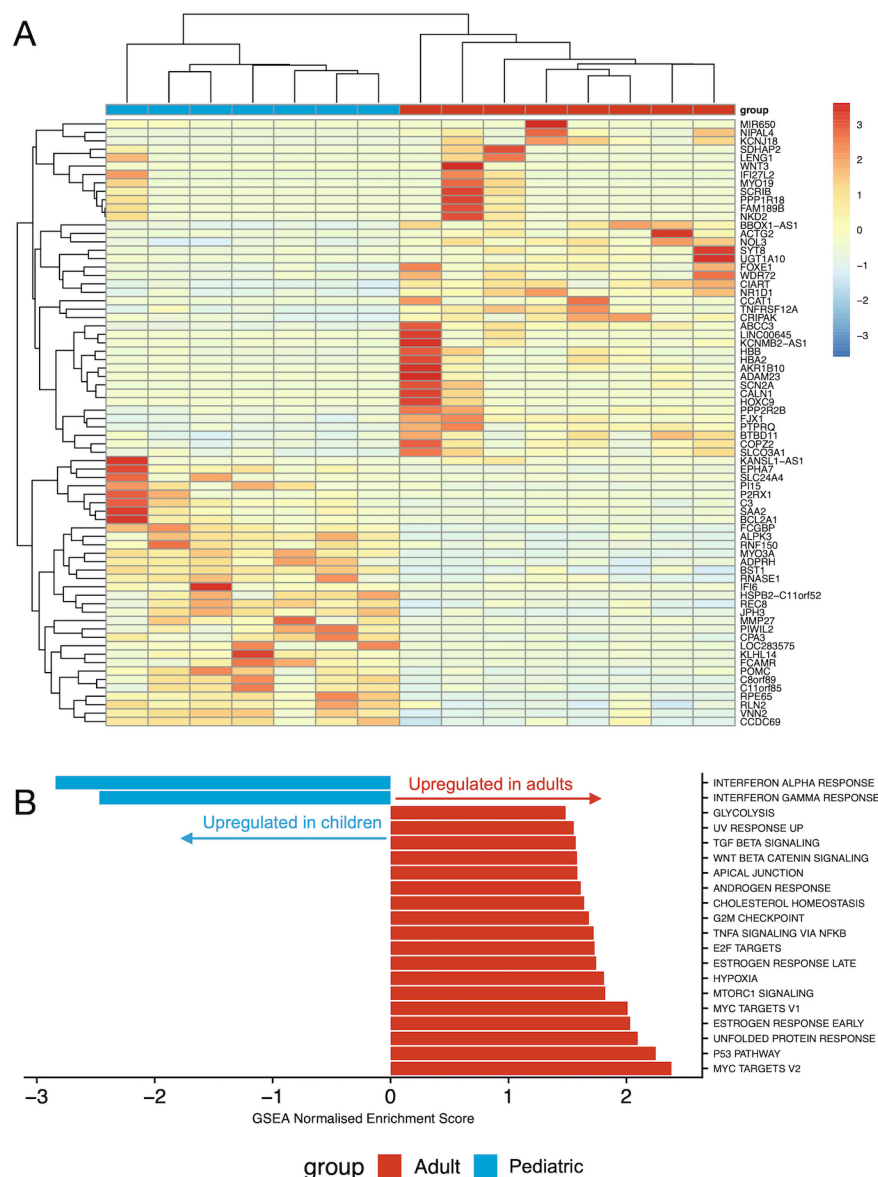 A
group
MIR650
NIPAL4
KCNJ18
SDHAP2
LENG1
WNT3
IFI27L2
MYO19
SCRIB
PPP1R18
FAM189B
NKD2
BBOX1−AS1
ACTG2
NOL3
SYT8
UGT1A10
FOXE1
WDR72
CIART
NR1D1
CCAT1
TNFRSF12A
CRIPAK
ABCC3
LINC00645
KCNMB2−AS1
HBB
HBA2
AKR1B10
ADAM23
SCN2A
CALN1
HOXC9
PPP2R2B
FJX1
PTPRQ
BTBD11
COPZ2
SLCO3A1
KANSL1−AS1
EPHA7
SLC24A4
PI15
P2RX1
C3
SAA2
BCL2A1
FCGBP
ALPK3
RNF150
MYO3A
ADPRH
BST1
RNASE1
IFI6
HSPB2−C11orf52
REC8
JPH3
MMP27
PIWIL2
CPA3
LOC283575
KLHL14
FCAMR
POMC
C8orf89
C11orf85
RPE65
RLN2
VNN2
CCDC69
3
2
1
0
−1
−2
−3
B
Upregulated in adults
Upregulated in children
INTERFERON ALPHA RESPONSE
INTERFERON GAMMA RESPONSE
GLYCOLYSIS
UV RESPONSE UP
TGF BETA SIGNALING
WNT BETA CATENIN SIGNALING
APICAL JUNCTION
ANDROGEN RESPONSE
CHOLESTEROL HOMEOSTASIS
G2M CHECKPOINT
TNFA SIGNALING VIA NFKB
E2F TARGETS
ESTROGEN RESPONSE LATE
HYPOXIA
MTORC1 SIGNALING
MYC TARGETS V1
ESTROGEN RESPONSE EARLY
UNFOLDED PROTEIN RESPONSE
P53 PATHWAY
MYC TARGETS V2
−3 −2 −1 0 1 2
GSEA Normalised Enrichment Score
group Adult Pediatric